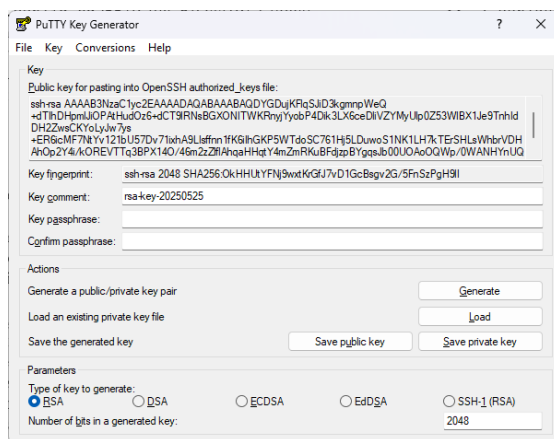 PuTTY Key Generator ? X
File Key Conversions Help
Key
Public key for pasting into OpenSSH authorized_keys file:
ssh-rsa AAAAB3NzaC1yc2EAAAADAQABAAABAQDYGDujKFlqSJiD3kgmnpWeQ
+dTlhDHpmlJiOPAtHudOz6+dCT9IRNsBGXONITWKRnyjYyobP4Dik3LX6ceDliVZYMyUlp0Z53WIBX1Je9TnhId
DH2ZwsCKYoLyJw7ys
+ER6icMF7NtYv121bU57Dv71ixhA9Llsffnn1fK6ilhGKP5WTdoSC761Hj5LDuwoS1NK1LH7kTErSHLsWhbrVDH
AhOp2Y4i/kOREVTTq3BPX14O/46m2zZflAhqaHHqtY4mZmRKuBFdjzpBYgqsJb00UOAoOQWp/0WANHYnUQ
Key fingerprint: ssh-rsa 2048 SHA256:OkHHUtYFNj9wxtKrGfJ7vD1GcBsgv2G/5FnSzPgH9II
Key comment: rsa-key-20250525
Key passphrase:
Confirm passphrase:
Actions
Generate a public/private key pair Generate
Load an existing private key file Load
Save the generated key Save public key Save private key
Parameters
Type of key to generate:
RSA DSA ECDSA EdDSA SSH-1 (RSA)
Number of bits in a generated key: 2048